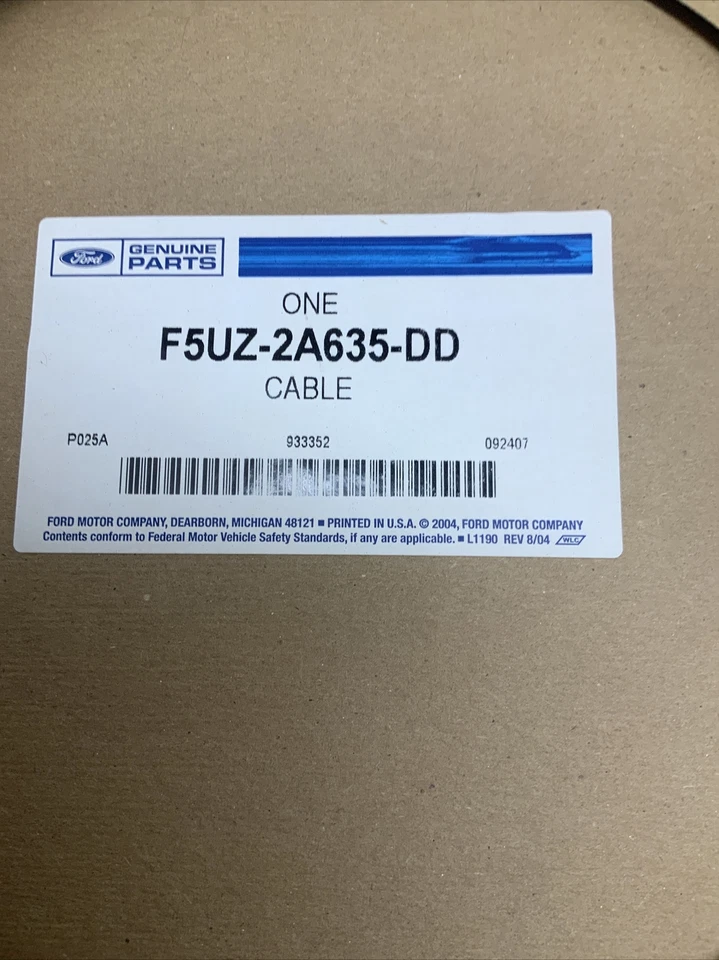 Ford GENUINE PARTS
ONE
F5UZ-2A635-DD
CABLE
P025A 933352 092407
FORD MOTOR COMPANY, DEARBORN, MICHIGAN 48121 ■ PRINTED IN U.S.A. © 2004, FORD MOTOR COMPANY
Contents conform to Federal Motor Vehicle Safety Standards, if any are applicable. ■ L1190 REV 8/04 WLC